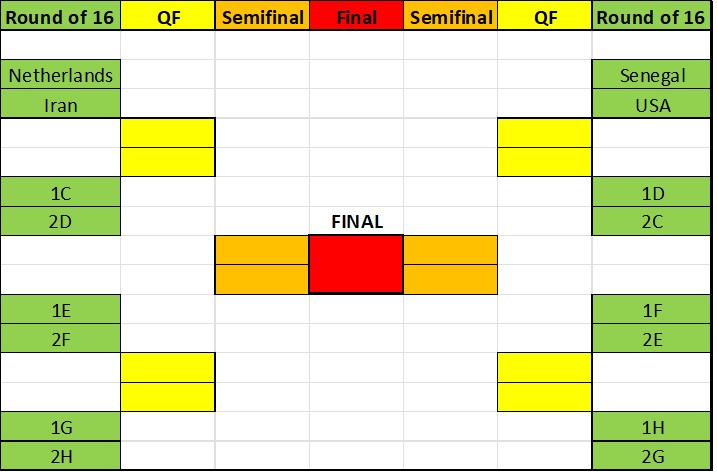 Round of 16 QF Semifinal Final Semifinal QF Round of 16
Netherlands Senegal
Iran USA
1C 1D
2D FINAL 2C
1E 1F
2F 2E
1G 1H
2H 2G